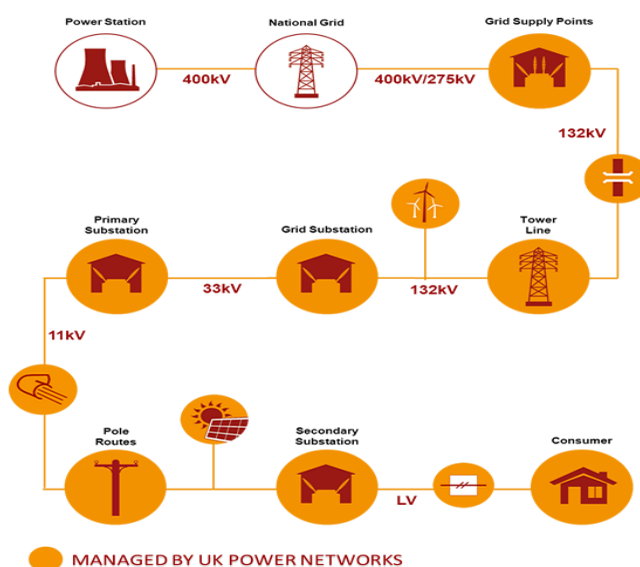 Power Station
National Grid
Grid Supply Points
400kV
400kV/275kV
132kV
Primary
Substation
Grid Substation
Tower
Line
33kV
132kV
11kV
Pole
Routes
Secondary
Substation
Consumer
LV
MANAGED BY UK POWER NETWORKS